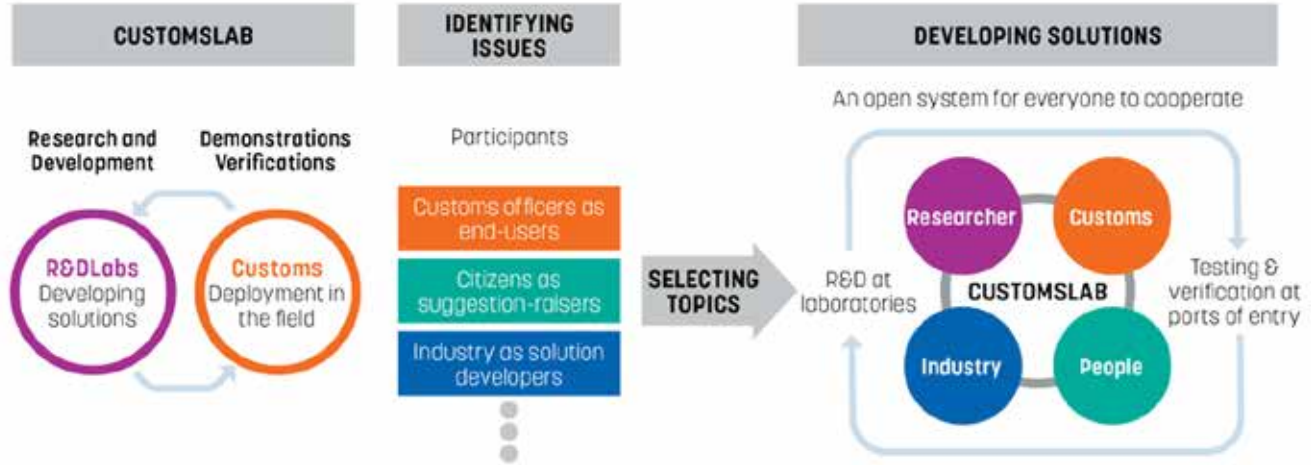 CUSTOMSLAB
Research and
Development
Demonstrations
Verifications
R&DLabs
Developing
solutions
Customs
Deployment in
the field
IDENTIFYING
ISSUES
Participants
Customs officers as
end-users
Citizens as
suggestion-raisers
Industry as solution
developers
SELECTING
TOPICS
DEVELOPING SOLUTIONS
An open system for everyone to cooperate
R&D at
laboratories
Researcher
Customs
CUSTOMSLAB
Industry
People
Testing &
verification at
ports of entry